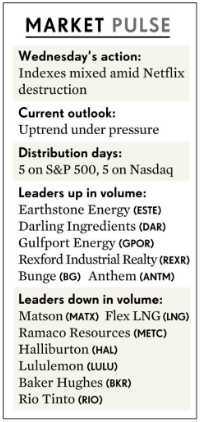 MARKET PULSE
Wednesday's action:
Indexes mixed amid Netflix
destruction
Current outlook:
Uptrend under pressure
Distribution days:
5 on S&P 500, 5 on Nasdaq
Leaders up in volume:
Earthstone Energy (ESTE)
Darling Ingredients (DAR)
Gulfport Energy (GPOR)
Rexford Industrial Realty (REXR)
Bunge (BG) Anthem (ANTM)
Leaders down in volume:
Matson (MATX) Flex LNG (LNG)
Ramaco Resources (METC)
Halliburton (HAL)
Lululemon (LULU)
Baker Hughes (BKR)
Rio Tinto (RIO)